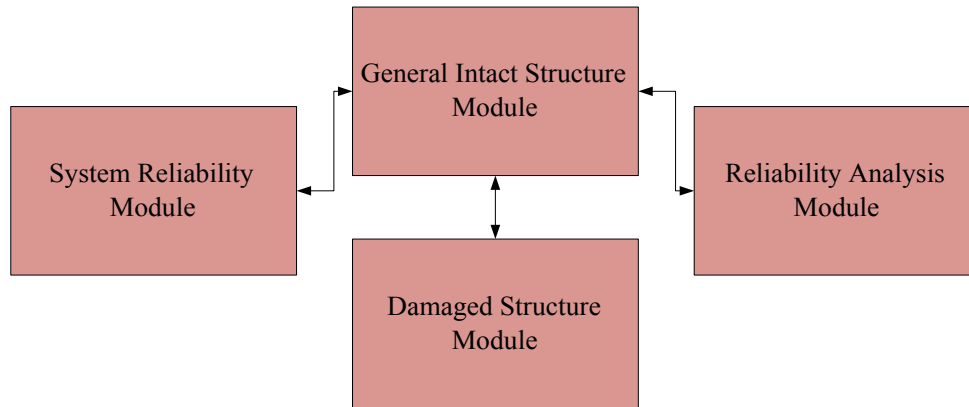 General Intact Structure
Module
System Reliability
Module
Reliability Analysis
Module
Damaged Structure
Module